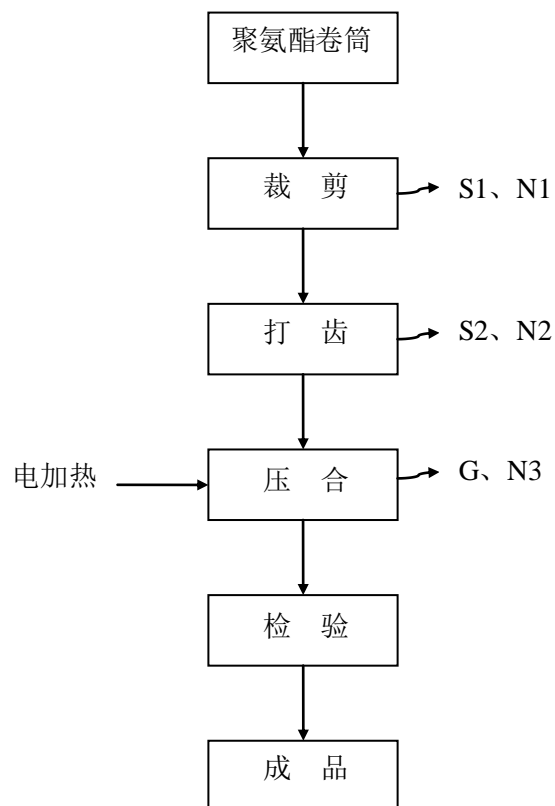 聚氨酯卷筒
裁 剪
S1、N1
打 齿
S2、N2
电加热
压 合
G、N3
检 验
成 品